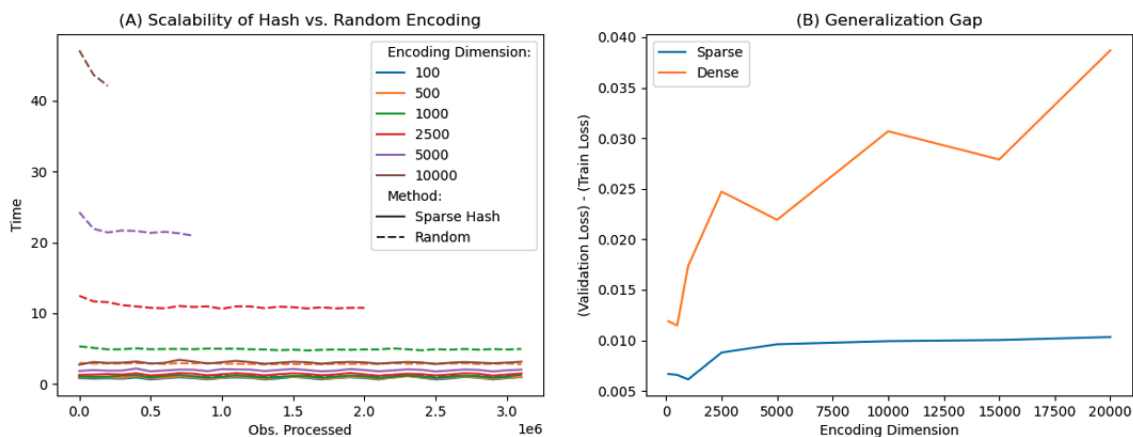 (A) Scalability of Hash vs. Random Encoding
Time
40
30
20
10
0
Encoding Dimension:
100
500
1000
2500
5000
10000
Method:
Sparse Hash
Random
0.0 0.5 1.0 1.5 2.0 2.5 3.0
1e6
Obs. Processed
(B) Generalization Gap
(Validation Loss) - (Train Loss)
0.040
0.035
0.030
0.025
0.020
0.015
0.010
0.005
Sparse
Dense
0 2500 5000 7500 10000 12500 15000 17500 20000
Encoding Dimension